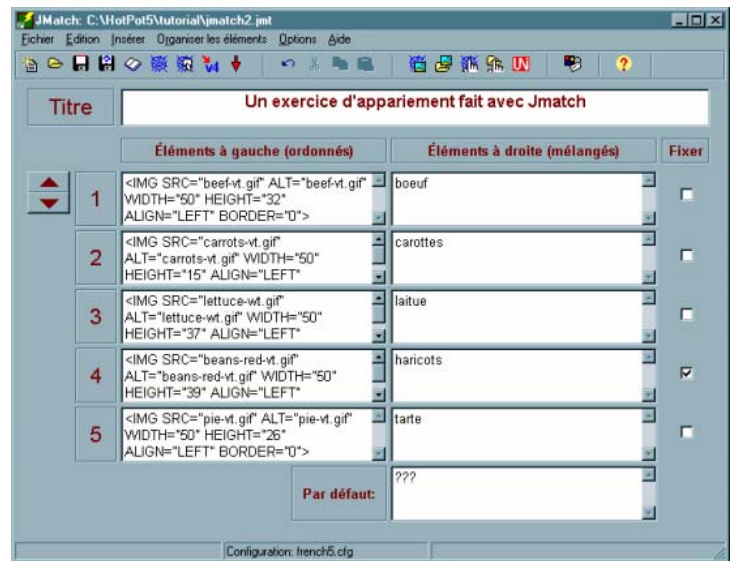 JMatch: C:\HotPot5\tutorial\jmatch2.jmt
Fichier Edition Insérer Organiser les éléments Options Aide
Titre
Un exercice d'appariement fait avec Jmatch
Éléments à gauche (ordonnés) Éléments à droite (mélangés) Fixer
1
<IMG SRC="beef-vt.gif" ALT="beef-vt.gif"
WIDTH="50" HEIGHT="32"
ALIGN="LEFT" BORDER="0">
boeuf
2
<IMG SRC="carrots-vt.gif"
ALT="carrots-vt.gif" WIDTH="50"
HEIGHT="15" ALIGN="LEFT"
carottes
3
<IMG SRC="lettuce-wt.gif"
ALT="lettuce-wt.gif" WIDTH="50"
HEIGHT="37" ALIGN="LEFT"
laitue
4
<IMG SRC="beans-red-vt.gif"
ALT="beans-red-vt.gif" WIDTH="50"
HEIGHT="39" ALIGN="LEFT"
haricots
5
<IMG SRC="pie-vt.gif" ALT="pie-vt.gif"
WIDTH="50" HEIGHT="26"
ALIGN="LEFT" BORDER="0">
tarte
Par défaut:
???
Configuration: french5.cfg